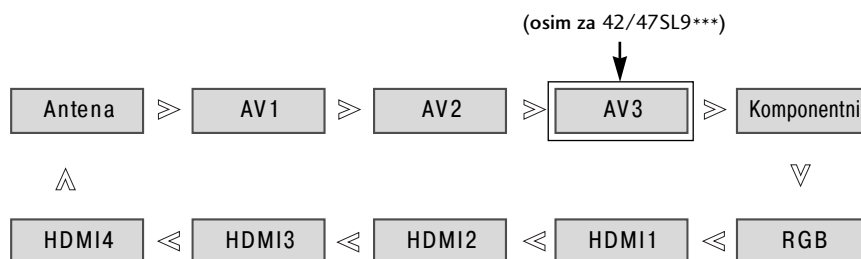 (osim za 42/47SL9***)
Antena
AV1
AV2
AV3
Komponentni
HDMI4
HDMI3
HDMI2
HDMI1
RGB